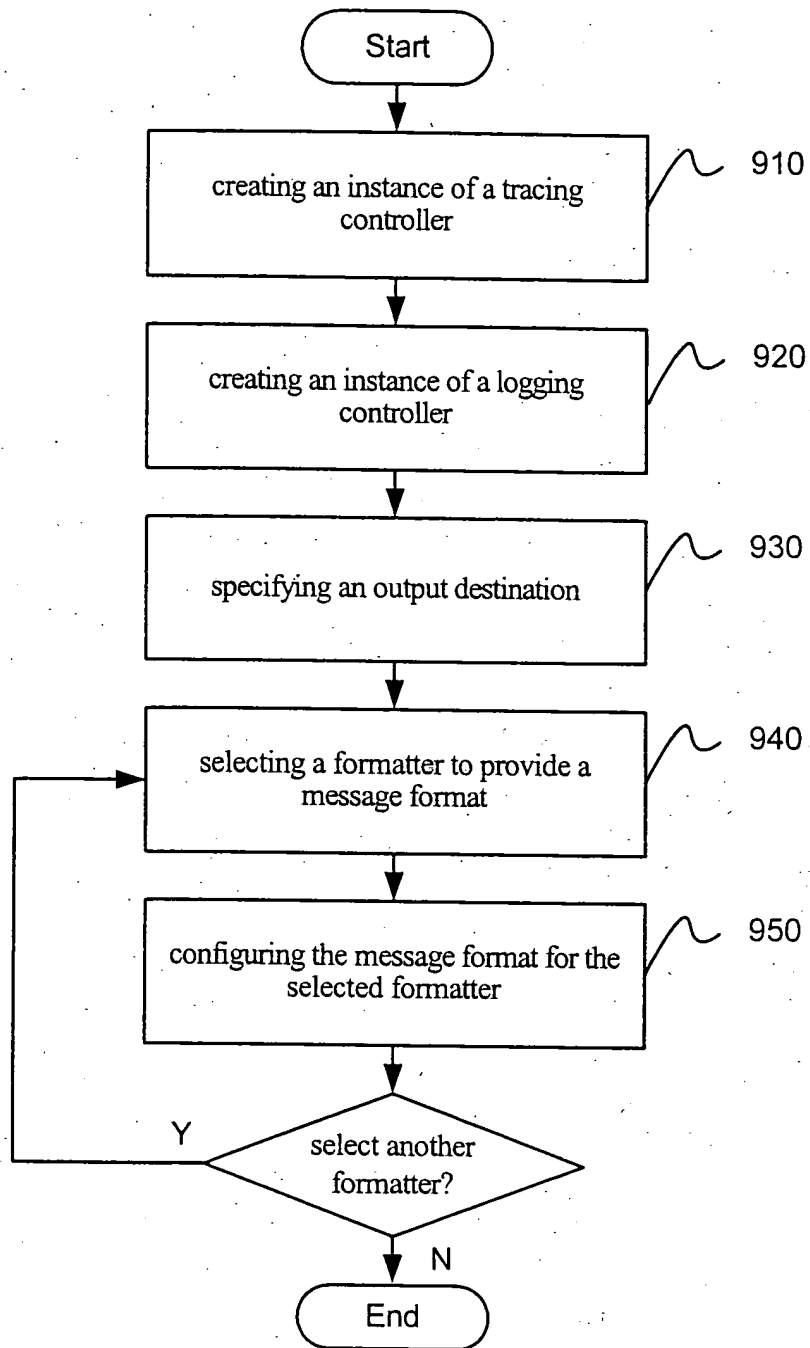 Start
creating an instance of a tracing
controller
910
creating an instance of a logging
controller
920
specifying an output destination
930
selecting a formatter to provide a
message format
940
configuring the message format for the
selected formatter
950
select another
formatter?
Y
N
End